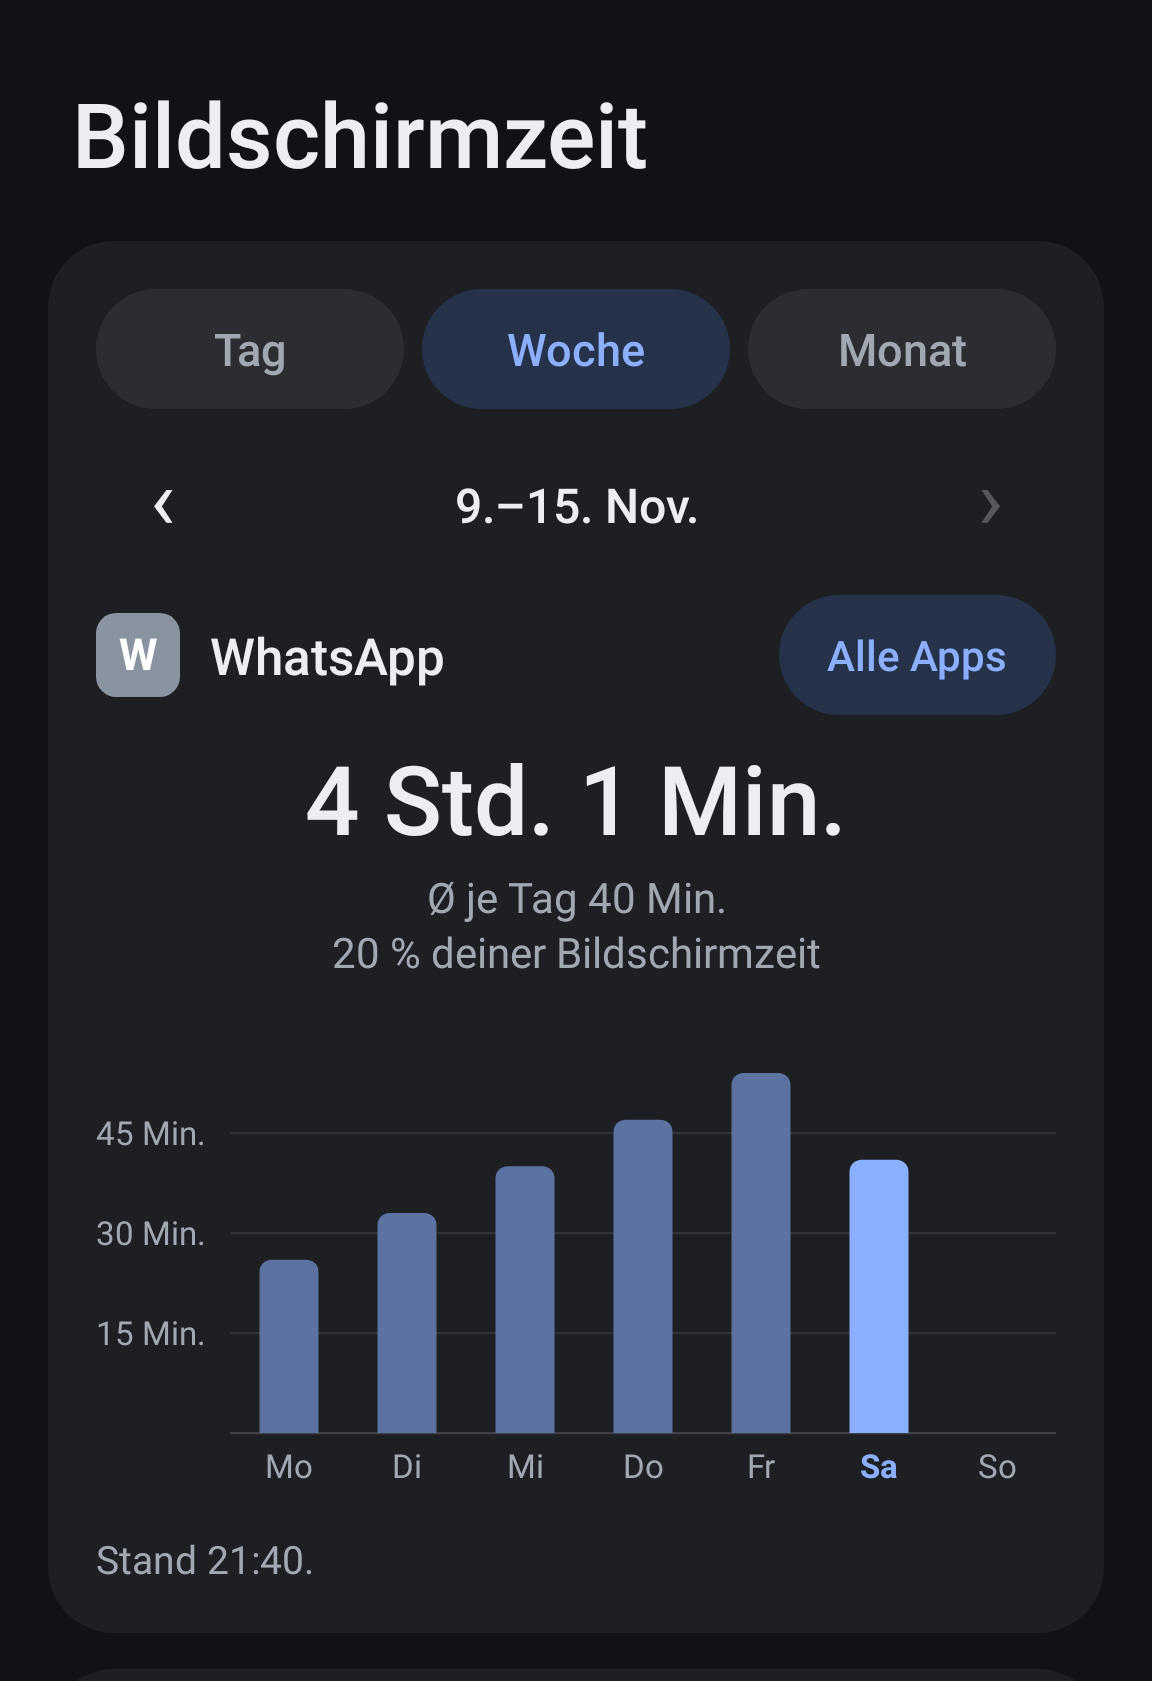 Bildschirmzeit
Tag Woche Monat
‹ 9.–15. Nov. ›
W WhatsApp Alle Apps
4 Std. 1 Min.
Ø je Tag 40 Min.
20 % deiner Bildschirmzeit
45 Min.
30 Min.
15 Min.
Mo Di Mi Do Fr Sa So
Stand 21:40.